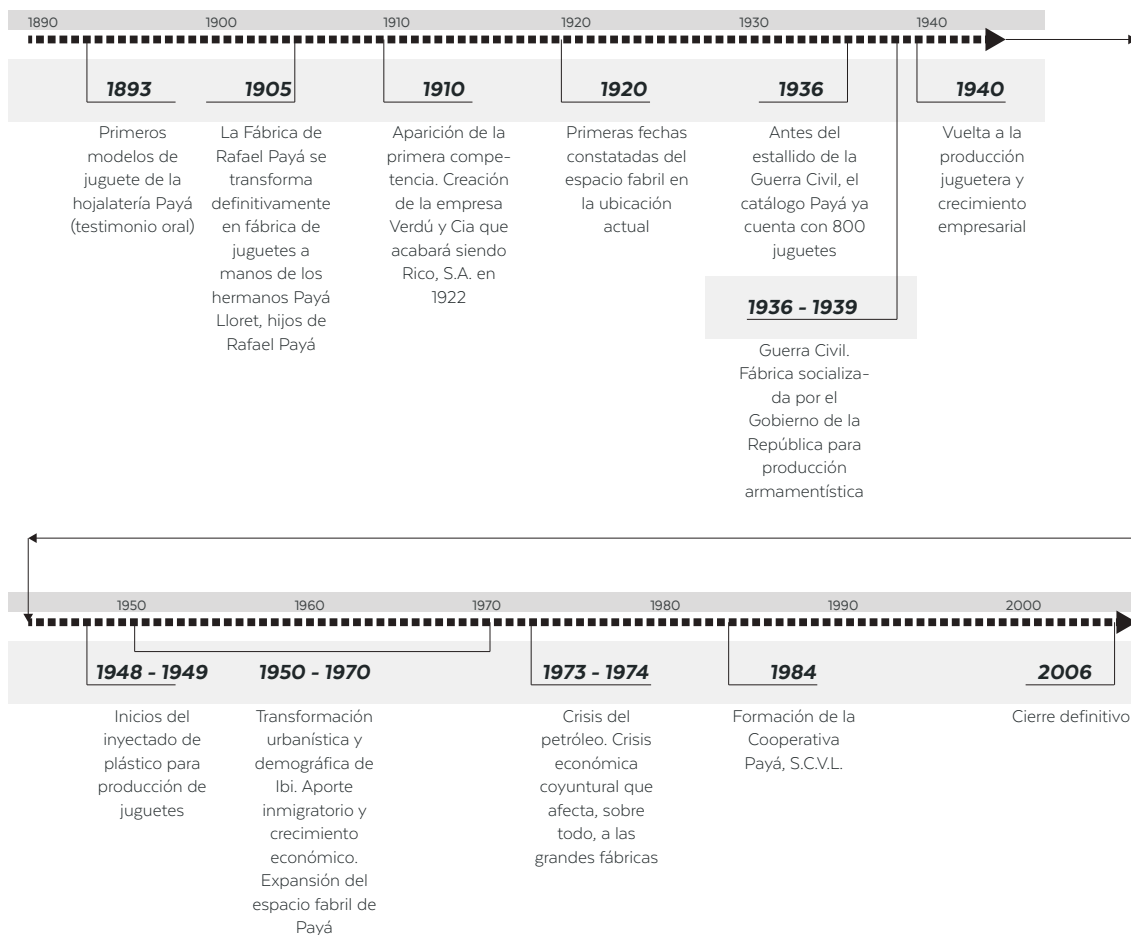 1890 1900 1910 1920 1930 1940
1893
Primeros
modelos de
juguete de la
hojalatería Payá
(testimonio oral)
1905
La Fábrica de
Rafael Payá se
transforma
definitivamente
en fábrica de
juguetes a
manos de los
hermanos Payá
Lloret, hijos de
Rafael Payá
1910
Aparición de la
primera compe-
tencia. Creación
de la empresa
Verdú y Cia que
acabará siendo
Rico, S.A. en
1922
1920
Primeras fechas
constatadas del
espacio fabril en
la ubicación
actual
1936
Antes del
estallido de la
Guerra Civil, el
catálogo Payá ya
cuenta con 800
juguetes
1936 - 1939
Guerra Civil.
Fábrica socializa-
da por el
Gobierno de la
República para
producción
armamentística
1940
Vuelta a la
producción
juguetera y
crecimiento
empresarial
1950 1960 1970 1980 1990 2000
1948 - 1949
Inicios del
inyectado de
plástico para
producción de
juguetes
1950 - 1970
Transformación
urbanística y
demográfica de
Ibi. Aporte
inmigratorio y
crecimiento
económico.
Expansión del
espacio fabril de
Payá
1973 - 1974
Crisis del
petróleo. Crisis
económica
coyuntural que
afecta, sobre
todo, a las
grandes fábricas
1984
Formación de la
Cooperativa
Payá, S.C.V.L.
2006
Cierre definitivo